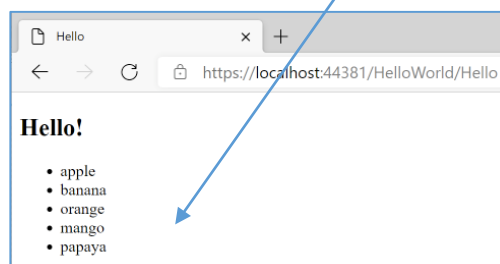 Hello
https://localhost:44381/HelloWorld/Hello
Hello!
apple
banana
orange
mango
papaya